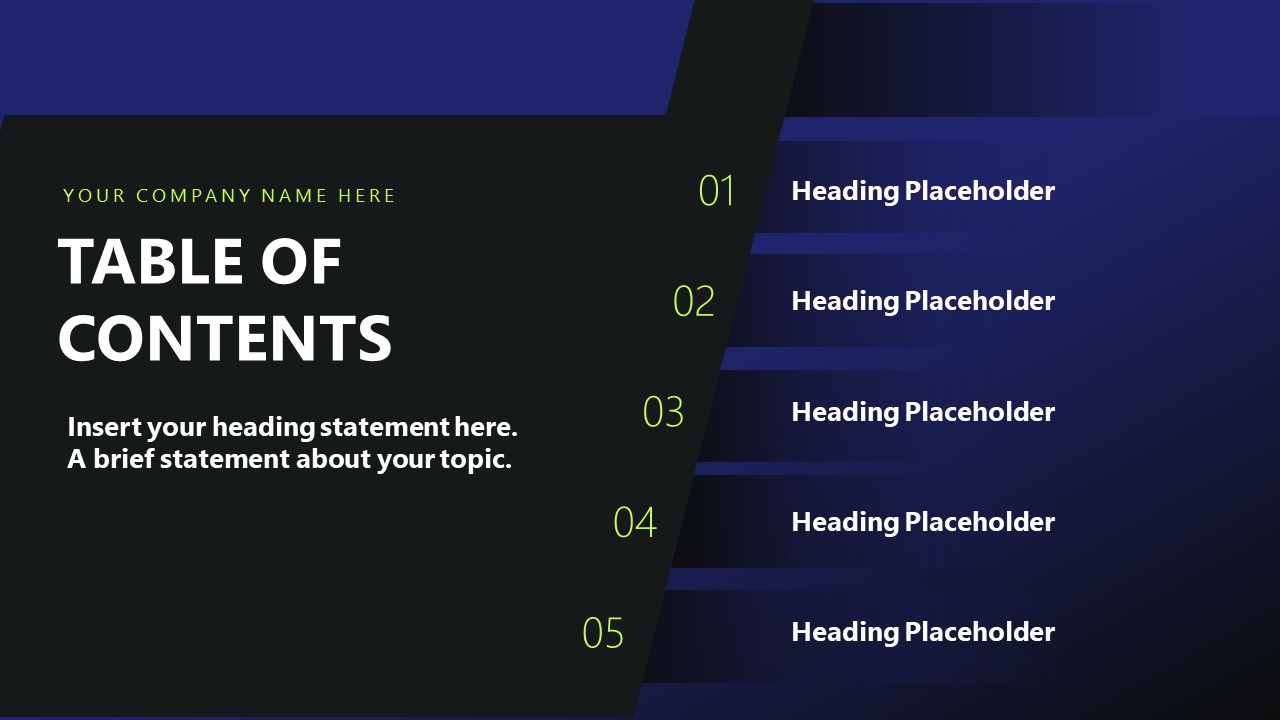 YOUR COMPANY NAME HERE
TABLE OF
CONTENTS
Insert your heading statement here.
A brief statement about your topic.
01 Heading Placeholder
02 Heading Placeholder
03 Heading Placeholder
04 Heading Placeholder
05 Heading Placeholder